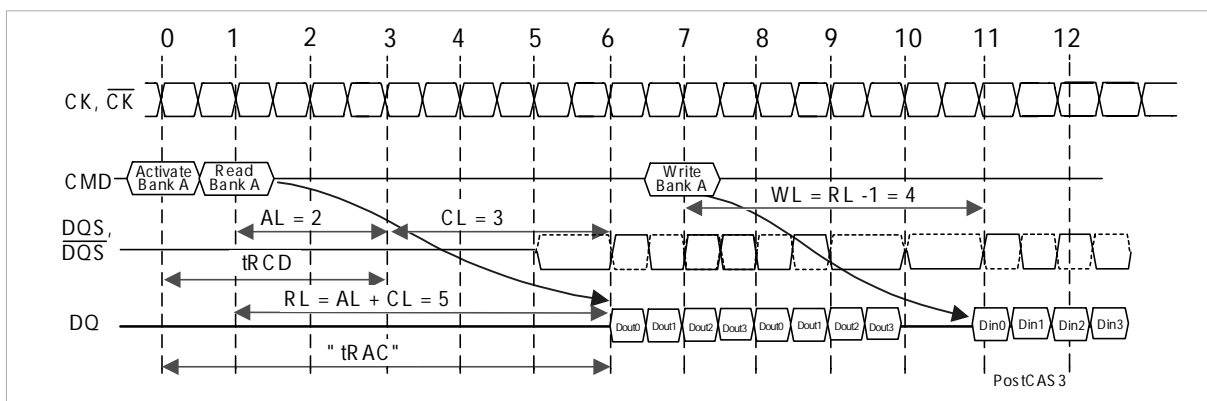 0 1 2 3 4 5 6 7 8 9 10 11 12
CK, CK
CMD
Activate
Bank A
Read
Bank A
Write
Bank A
WL = RL -1 = 4
AL = 2
CL = 3
DQS,
DQS
tRCD
RL = AL + CL = 5
DQ
Dout0 Dout1 Dout2 Dout3 Dout0 Dout1 Dout2 Dout3
Din0 Din1 Din2 Din3
" tRAC"
PostCAS3